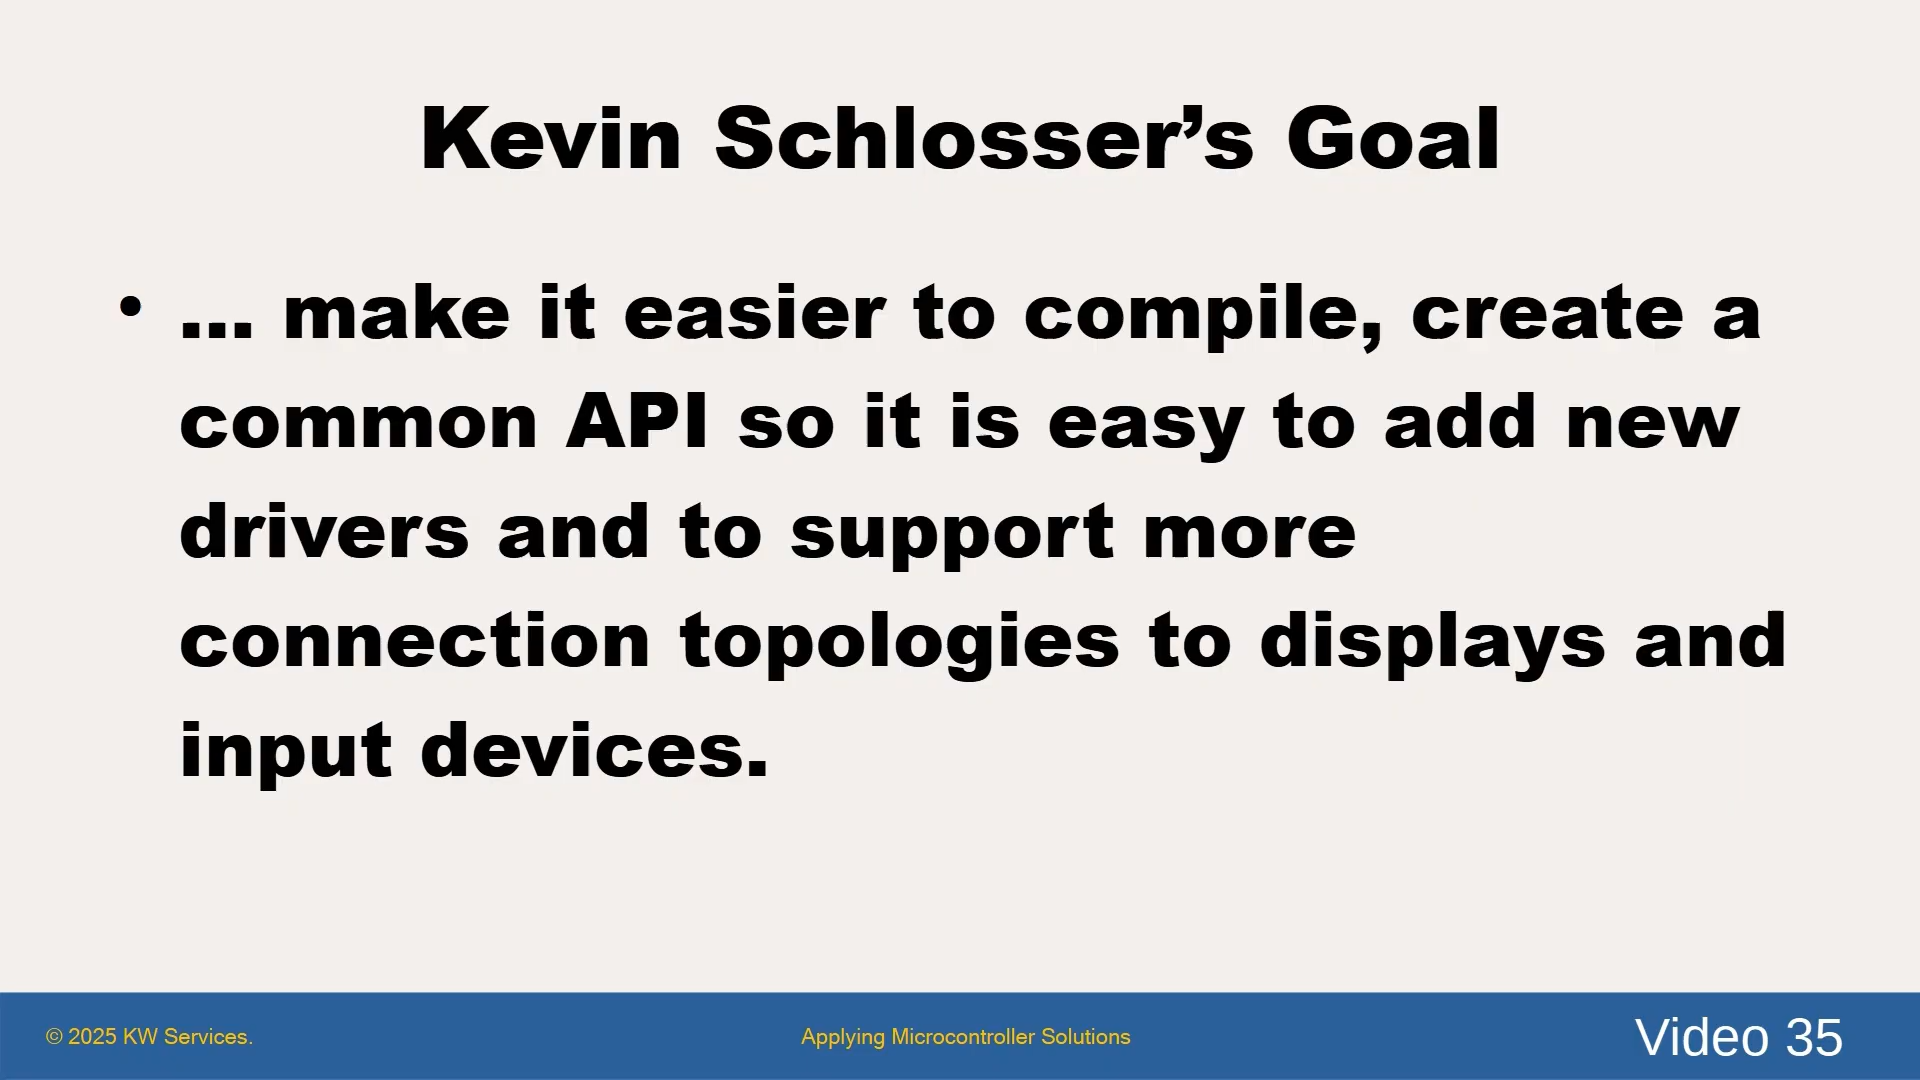 Kevin Schlosser’s Goal
• ... make it easier to compile, create a
common API so it is easy to add new
drivers and to support more
connection topologies to displays and
input devices.
© 2025 KW Services.
Applying Microcontroller Solutions
Video 35